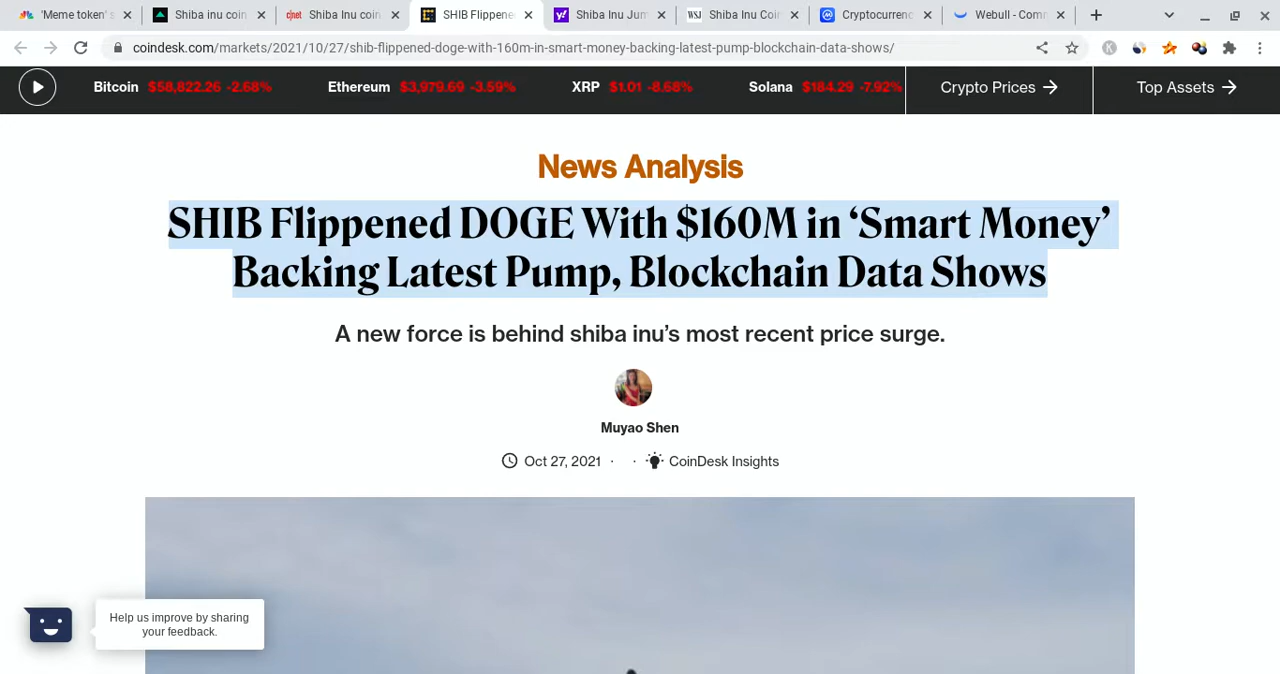 'Meme token' s
Shiba inu coin
cnet Shiba Inu coin
SHIB Flippene
y! Shiba Inu Jum
WSJ Shiba Inu Coin
Cryptocurrenc
Webull - Comm
coindesk.com/markets/2021/10/27/shib-flippened-doge-with-160m-in-smart-money-backing-latest-pump-blockchain-data-shows/
K
Bitcoin $58,822.26 -2.68%
Ethereum $3,979.69 -3.59%
XRP $1.01 -8.68%
Solana $184.29 -7.92%
Crypto Prices →
Top Assets →
News Analysis
SHIB Flippened DOGE With $160M in ‘Smart Money’
Backing Latest Pump, Blockchain Data Shows
A new force is behind shiba inu’s most recent price surge.
Muyao Shen
Oct 27, 2021 · · CoinDesk Insights
Help us improve by sharing
your feedback.